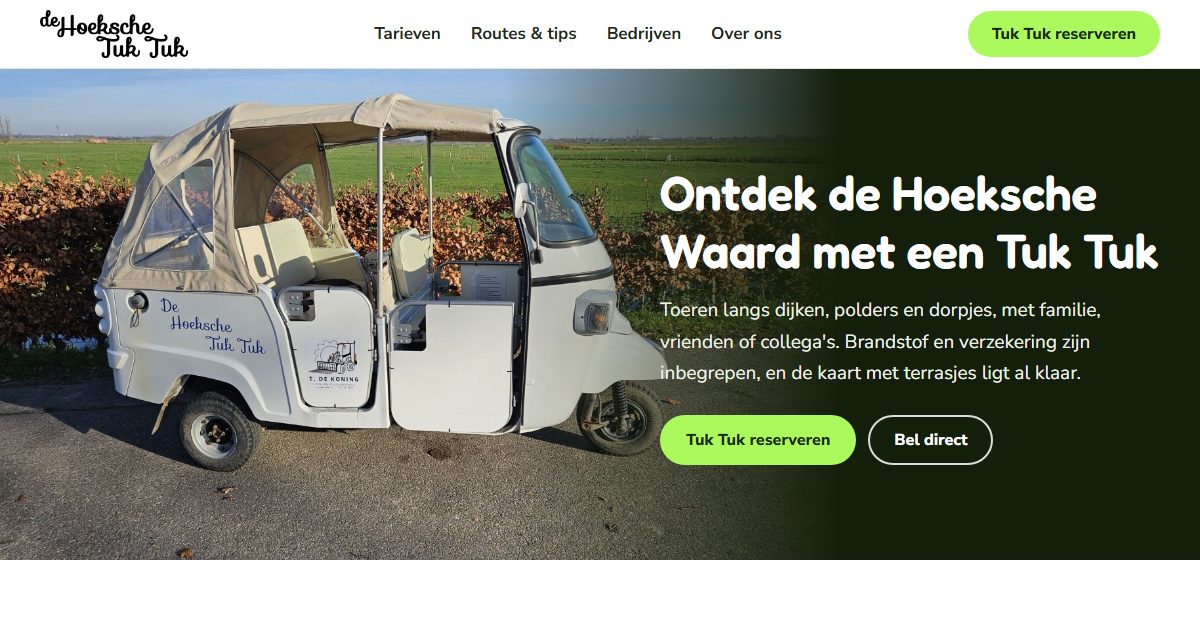 de Hoeksche
Tuk Tuk
Tarieven
Routes & tips
Bedrijven
Over ons
Tuk Tuk reserveren
Ontdek de Hoeksche
Waard met een Tuk Tuk
Toeren langs dijken, polders en dorpjes, met familie,
vrienden of collega's. Brandstof en verzekering zijn
inbegrepen, en de kaart met terrasjes ligt al klaar.
Tuk Tuk reserveren
Bel direct
De
Hoeksche
Tuk Tuk
T. DE KONING